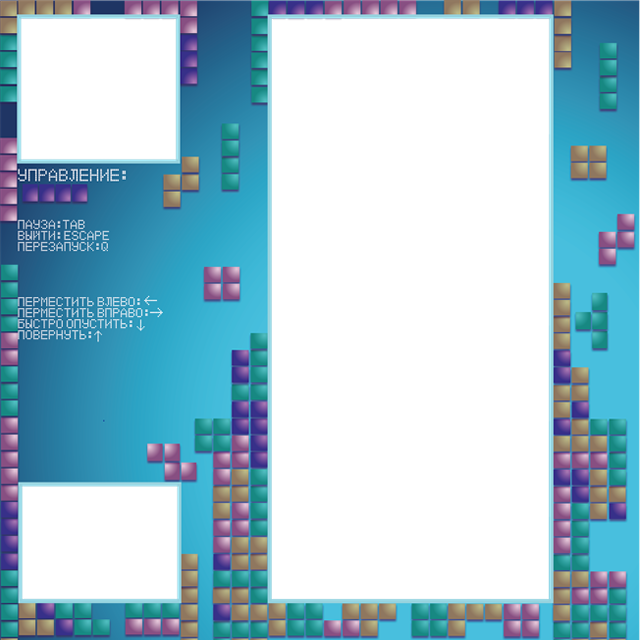 УПРАВЛЕНИЕ:
ПАУЗА:TAB
ВЫЙТИ:ESCAPE
ПЕРЕЗАПУСК:Q
ПЕРМЕСТИТЬ ВЛЕВО:←
ПЕРМЕСТИТЬ ВПРАВО:→
БЫСТРО ОПУСТИТЬ:↓
ПОВЕРНУТЬ:↑